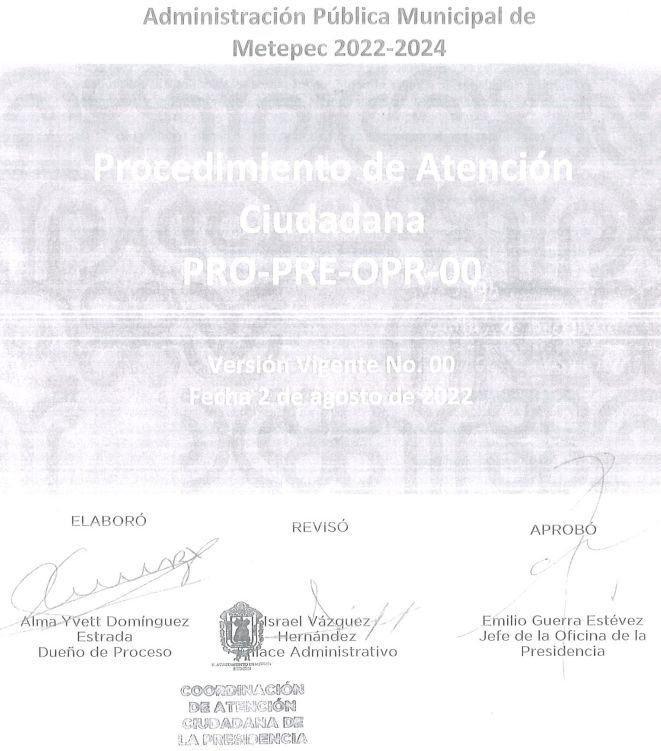 Administración Pública Municipal de
Metepec 2022-2024
Procedimiento de Atención
Ciudadana
PRO-PRE-OPR-00
Versión Vigente No. 00
Fecha 2 de agosto de 2022
ELABORÓ
REVISÓ
APROBÓ
Alma Yvett Domínguez
Estrada
Dueño de Proceso
Israel Vázquez
Hernández
Enlace Administrativo
Emilio Guerra Estévez
Jefe de la Oficina de la
Presidencia
COORDINACIÓN
DE ATENCIÓN
CIUDADANA DE
LA PRESIDENCIA